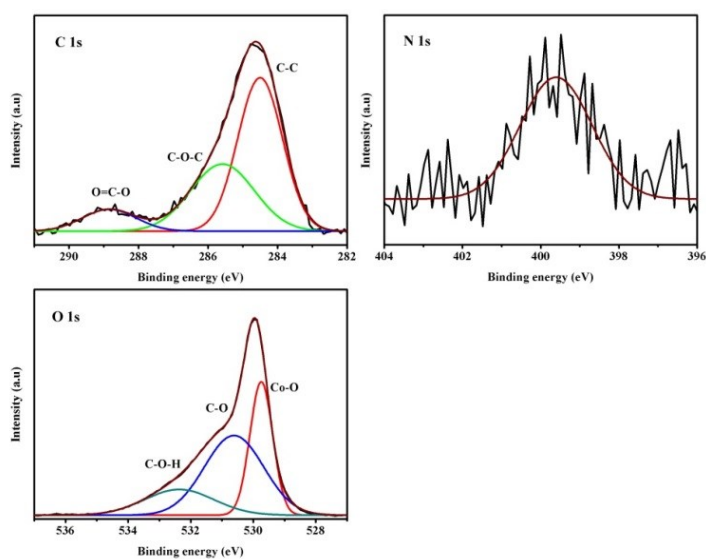 C 1s
C-C
C-O-C
O=C-O
Intensity (a.u)
290 288 286 284 282
Binding energy (eV)
N 1s
Intensity (a.u)
404 402 400 398 396
Binding energy (eV)
O 1s
Co-O
C-O
C-O-H
Intensity (a.u)
536 534 532 530 528
Binding energy (eV)